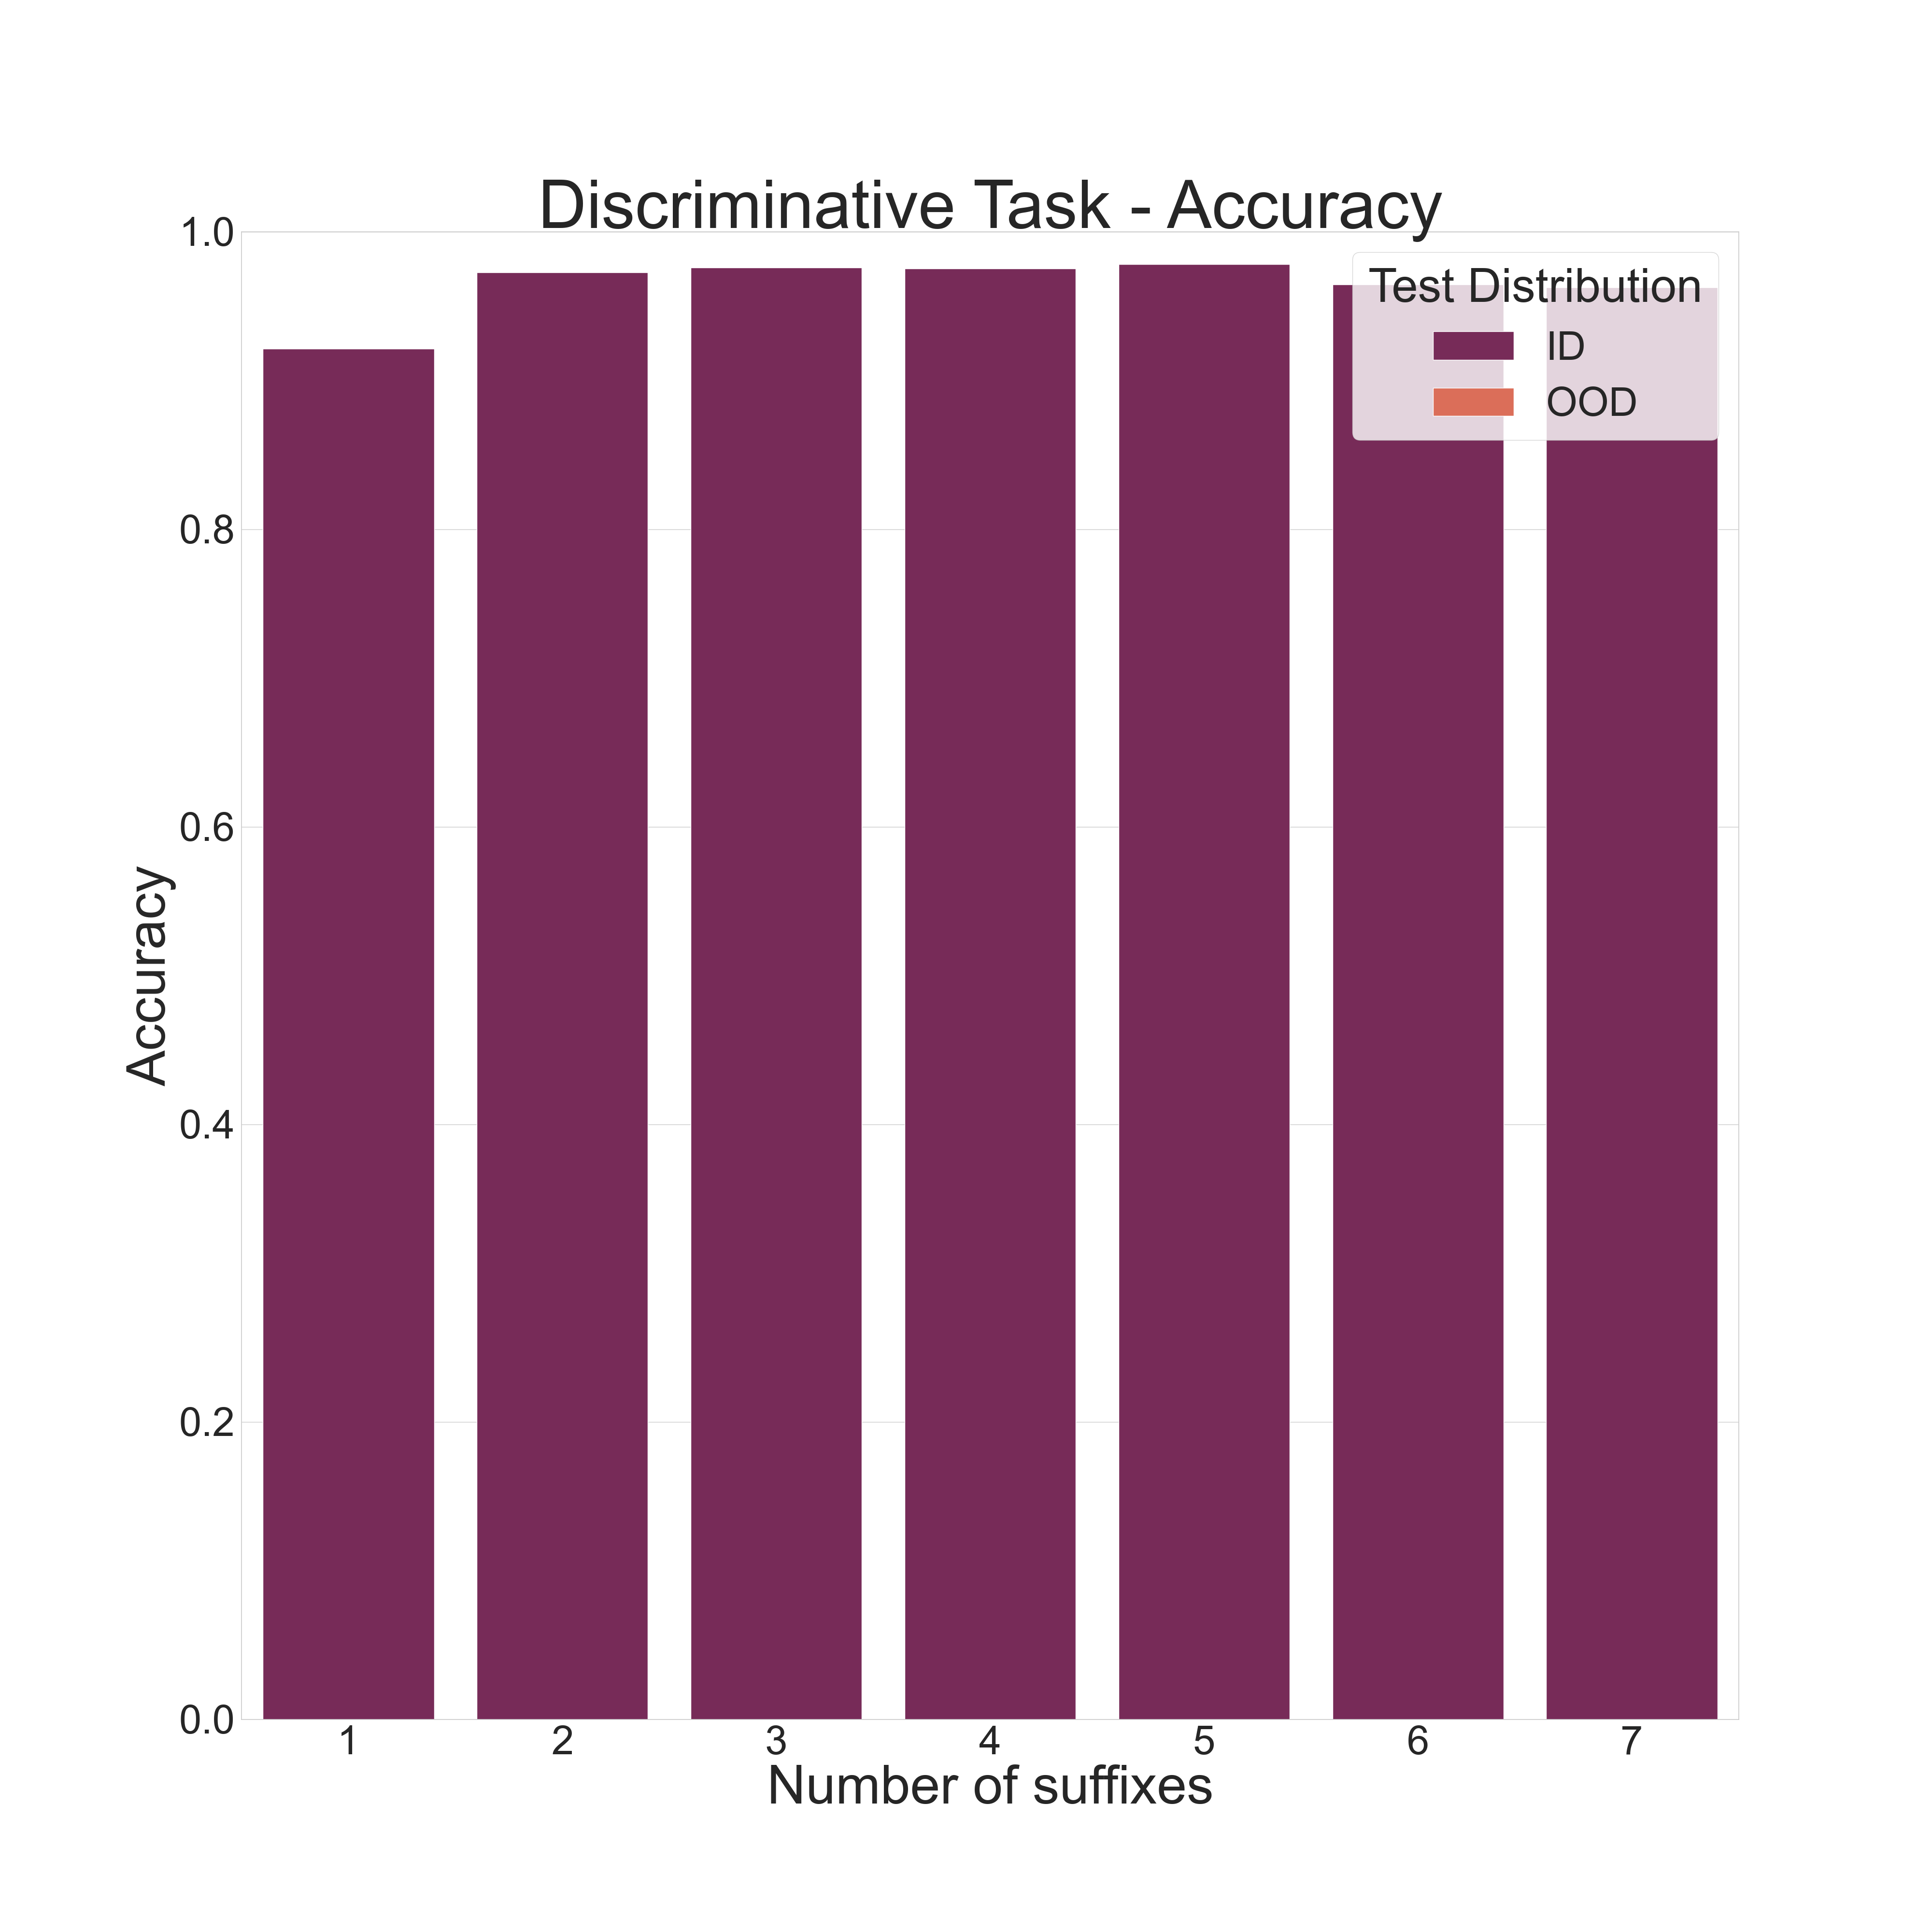 Discriminative Task - Accuracy
1.0
0.8
0.6
0.4
0.2
0.0
Accuracy
Test Distribution
ID
OOD
1 2 3 4 5 6 7
Number of suffixes